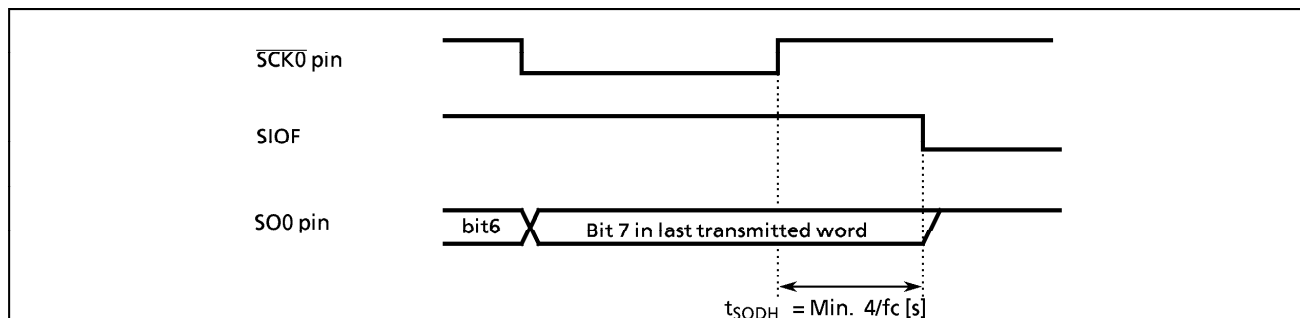 SCK0 pin
SIOF
SO0 pin
bit6
Bit 7 in last transmitted word
tSODH = Min. 4/fc [s]